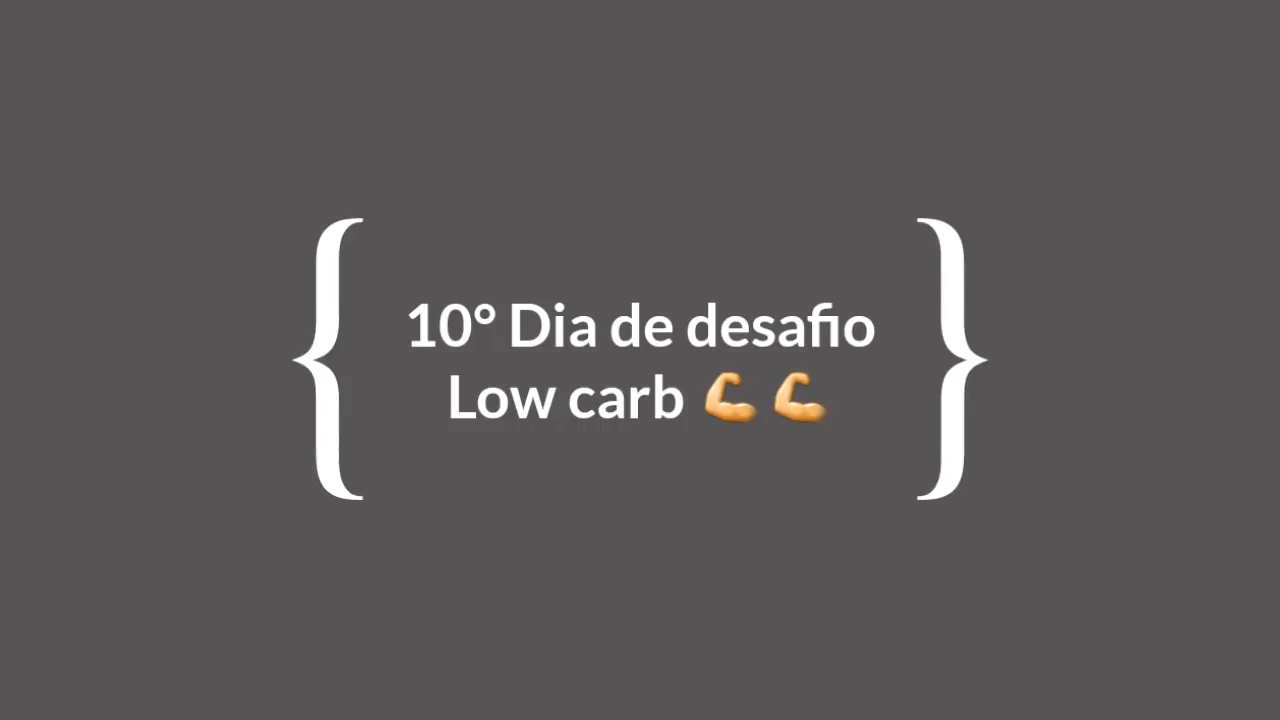 10° Dia de desafio
Low carb 💪 💪